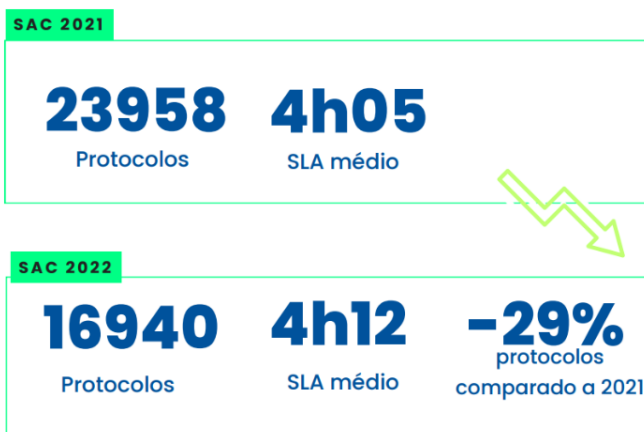 SAC 2021
23958 4h05
Protocolos SLA médio
SAC 2022
16940 4h12 -29%
Protocolos SLA médio protocolos
comparado a 2021